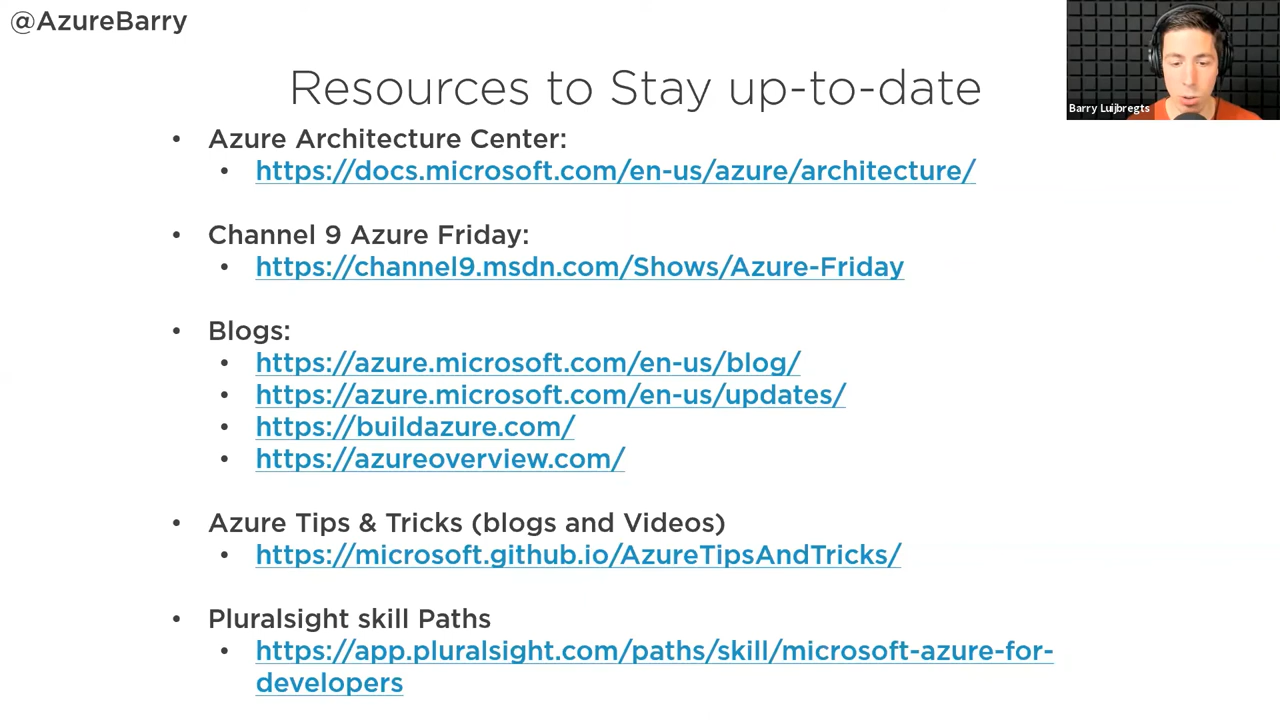 @AzureBarry
Barry Luijbregts
Resources to Stay up-to-date
• Azure Architecture Center:
• https://docs.microsoft.com/en-us/azure/architecture/
• Channel 9 Azure Friday:
• https://channel9.msdn.com/Shows/Azure-Friday
• Blogs:
• https://azure.microsoft.com/en-us/blog/
• https://azure.microsoft.com/en-us/updates/
• https://buildazure.com/
• https://azureoverview.com/
• Azure Tips & Tricks (blogs and Videos)
• https://microsoft.github.io/AzureTipsAndTricks/
• Pluralsight skill Paths
• https://app.pluralsight.com/paths/skill/microsoft-azure-for-
developers